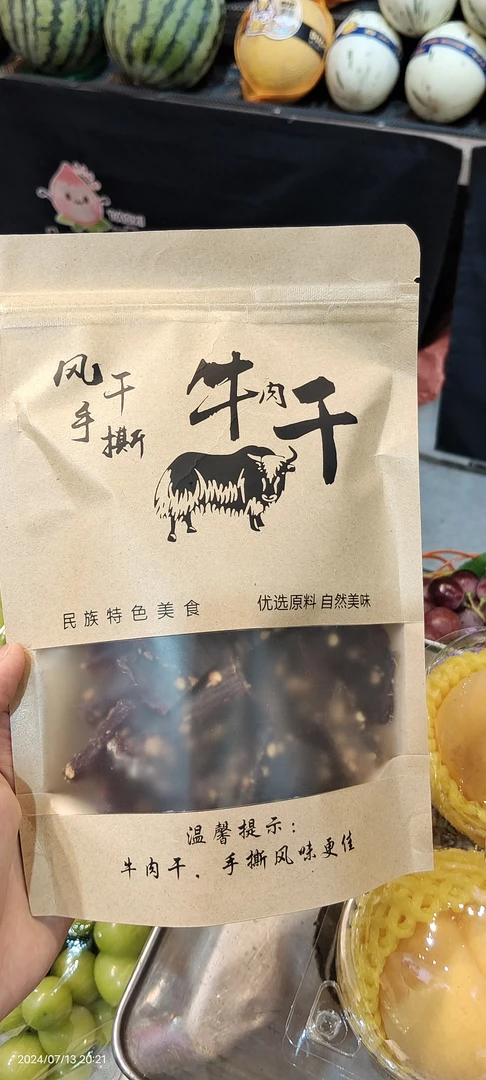 风干
手撕
牛肉干
民族特色美食
优选原料 自然美味
温馨提示：
牛肉干，手撕风味更佳
2024/07/13 20:21